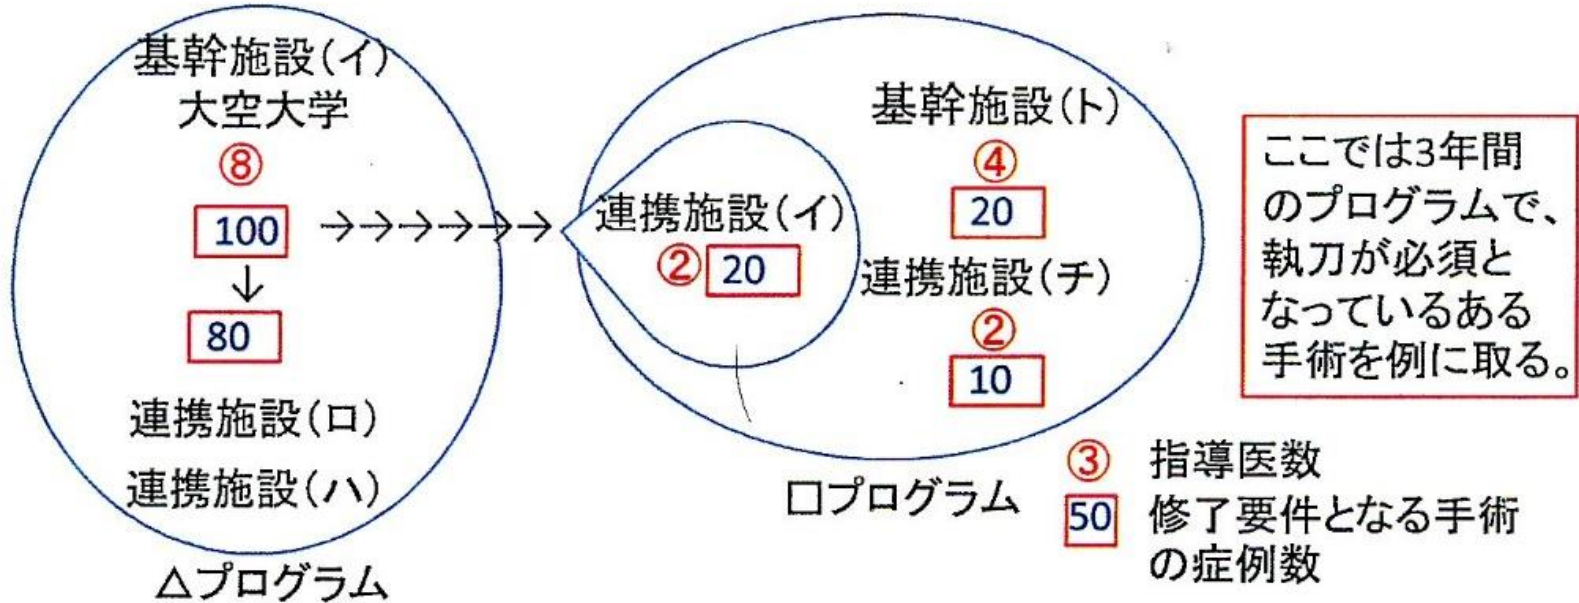 基幹施設(イ)
大空大学
⑧
100
→→→→→→
↓
80
連携施設(ロ)
連携施設(ハ)
△プログラム
連携施設(イ)
② 20
基幹施設(ト)
④
20
連携施設(チ)
②
10
□プログラム
ここでは3年間
のプログラムで、
執刀が必須と
なっているある
手術を例に取る。
③ 指導医数
50 修了要件となる手術
の症例数